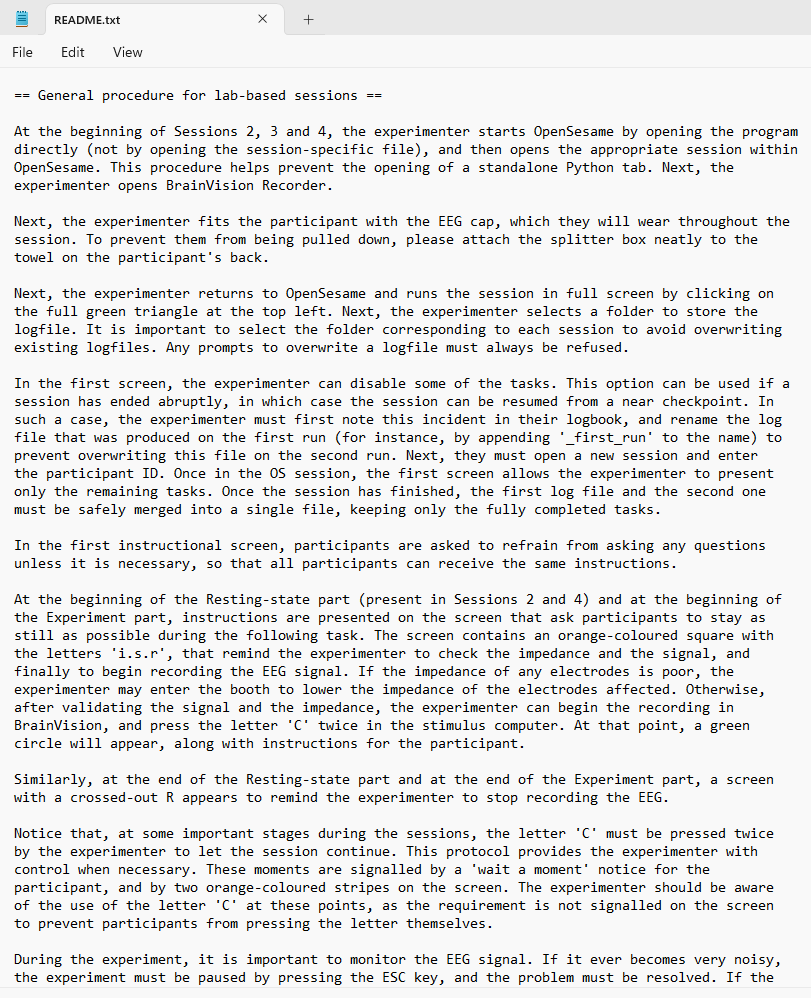 README.txt
File Edit View
== General procedure for lab-based sessions ==
At the beginning of Sessions 2, 3 and 4, the experimenter starts OpenSesame by opening the program
directly (not by opening the session-specific file), and then opens the appropriate session within
OpenSesame. This procedure helps prevent the opening of a standalone Python tab. Next, the
experimenter opens BrainVision Recorder.
Next, the experimenter fits the participant with the EEG cap, which they will wear throughout the
session. To prevent them from being pulled down, please attach the splitter box neatly to the
towel on the participant's back.
Next, the experimenter returns to OpenSesame and runs the session in full screen by clicking on
the full green triangle at the top left. Next, the experimenter selects a folder to store the
logfile. It is important to select the folder corresponding to each session to avoid overwriting
existing logfiles. Any prompts to overwrite a logfile must always be refused.
In the first screen, the experimenter can disable some of the tasks. This option can be used if a
session has ended abruptly, in which case the session can be resumed from a near checkpoint. In
such a case, the experimenter must first note this incident in their logbook, and rename the log
file that was produced on the first run (for instance, by appending '_first_run' to the name) to
prevent overwriting this file on the second run. Next, they must open a new session and enter
the participant ID. Once in the OS session, the first screen allows the experimenter to present
only the remaining tasks. Once the session has finished, the first log file and the second one
must be safely merged into a single file, keeping only the fully completed tasks.
In the first instructional screen, participants are asked to refrain from asking any questions
unless it is necessary, so that all participants can receive the same instructions.
At the beginning of the Resting-state part (present in Sessions 2 and 4) and at the beginning of
the Experiment part, instructions are presented on the screen that ask participants to stay as
still as possible during the following task. The screen contains an orange-coloured square with
the letters 'i.s.r', that remind the experimenter to check the impedance and the signal, and
finally to begin recording the EEG signal. If the impedance of any electrodes is poor, the
experimenter may enter the booth to lower the impedance of the electrodes affected. Otherwise,
after validating the signal and the impedance, the experimenter can begin the recording in
BrainVision, and press the letter 'C' twice in the stimulus computer. At that point, a green
circle will appear, along with instructions for the participant.
Similarly, at the end of the Resting-state part and at the end of the Experiment part, a screen
with a crossed-out R appears to remind the experimenter to stop recording the EEG.
Notice that, at some important stages during the sessions, the letter 'C' must be pressed twice
by the experimenter to let the session continue. This protocol provides the experimenter with
control when necessary. These moments are signalled by a 'wait a moment' notice for the
participant, and by two orange-coloured stripes on the screen. The experimenter should be aware
of the use of the letter 'C' at these points, as the requirement is not signalled on the screen
to prevent participants from pressing the letter themselves.
During the experiment, it is important to monitor the EEG signal. If it ever becomes very noisy,
the experiment must be paused by pressing the ESC key, and the problem must be resolved. If the